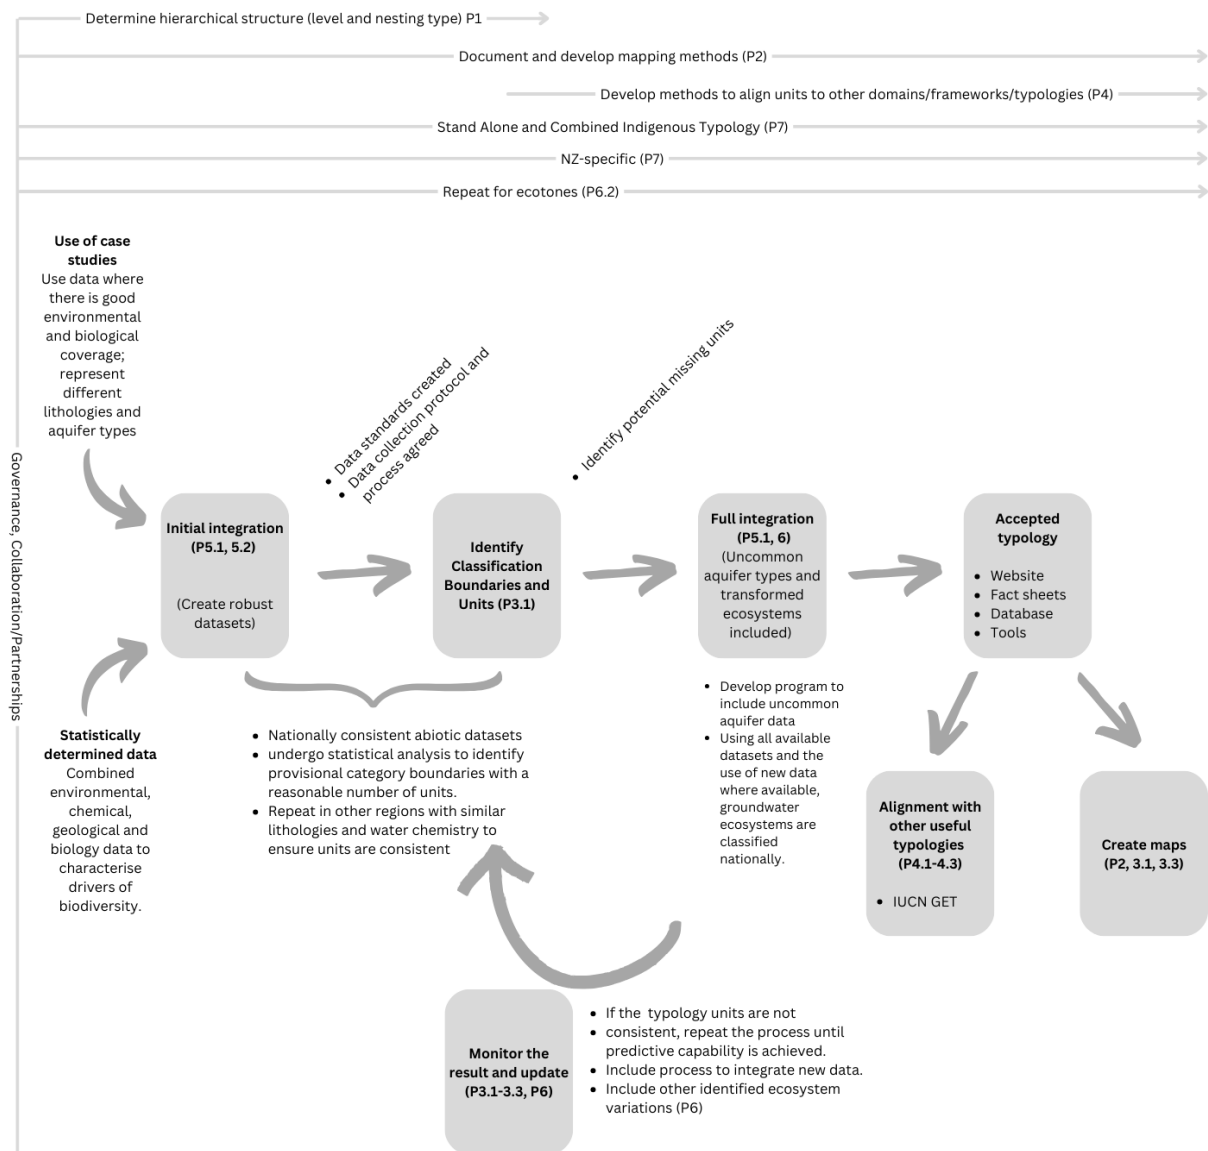 Determine hierarchical structure (level and nesting type) P1
Document and develop mapping methods (P2)
Develop methods to align units to other domains/frameworks/typologies (P4)
Stand Alone and Combined Indigenous Typology (P7)
NZ-specific (P7)
Repeat for ecotones (P6.2)
Governance, Collaboration/Partnerships
Use of case
studies
Use data where
there is good
environmental
and biological
coverage;
represent
different
lithologies and
aquifer types
Statistically
determined data
Combined
environmental,
chemical,
geological and
biology data to
characterise
drivers of
biodiversity.
Initial integration
(P5.1, 5.2)
(Create robust
datasets)
• Data standards created
• Data collection protocol and
process agreed
Identify
Classification
Boundaries and
Units (P3.1)
• Nationally consistent abiotic datasets
• undergo statistical analysis to identify
provisional category boundaries with a
reasonable number of units.
• Repeat in other regions with similar
lithologies and water chemistry to
ensure units are consistent
• Identify potential missing units
Full integration
(P5.1, 6)
(Uncommon
aquifer types and
transformed
ecosystems
included)
• Develop program to
include uncommon
aquifer data
• Using all available
datasets and the
use of new data
where available,
groundwater
ecosystems are
classified
nationally.
Accepted
typology
• Website
• Fact sheets
• Database
• Tools
Alignment with
other useful
typologies
(P4.1-4.3)
• IUCN GET
Create maps
(P2, 3.1, 3.3)
Monitor the
result and update
(P3.1-3.3, P6)
• If the typology units are not
• consistent, repeat the process until
predictive capability is achieved.
• Include process to integrate new data.
• Include other identified ecosystem
variations (P6)